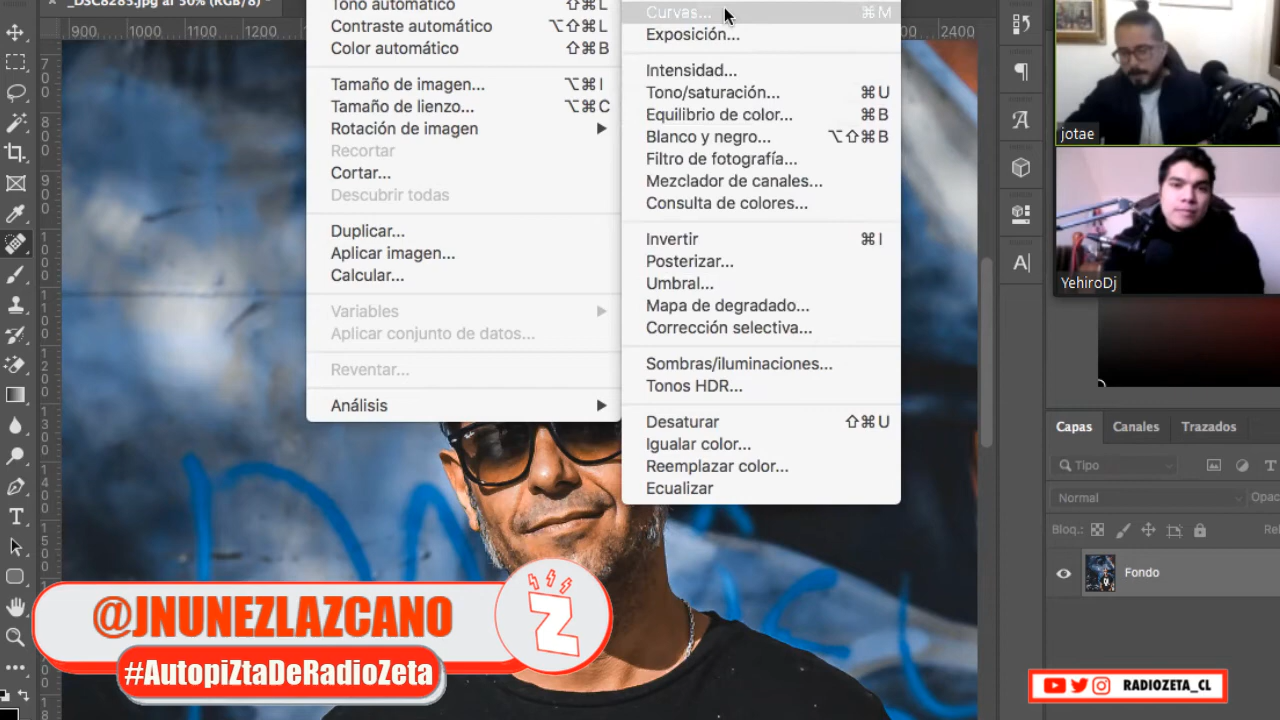 _DSC8283.jpg al 50% (RGB/8) *
900
1000
1100
1200
2400
Tono automático ⇧⌘L
Contraste automático ⌥⇧⌘L
Color automático ⇧⌘B
Tamaño de imagen... ⌥⌘I
Tamaño de lienzo... ⌥⌘C
Rotación de imagen
Recortar
Cortar...
Descubrir todas
Duplicar...
Aplicar imagen...
Calcular...
Variables
Aplicar conjunto de datos...
Reventar...
Análisis
Curvas... ⌘M
Exposición...
Intensidad...
Tono/saturación... ⌘U
Equilibrio de color... ⌘B
Blanco y negro... ⌥⇧⌘B
Filtro de fotografía...
Mezclador de canales...
Consulta de colores...
Invertir ⌘I
Posterizar...
Umbral...
Mapa de degradado...
Corrección selectiva...
Sombras/iluminaciones...
Tonos HDR...
Desaturar ⇧⌘U
Igualar color...
Reemplazar color...
Ecualizar
jotae
YehiroDj
Capas Canales Trazados
Tipo
Normal
Bloq.:
Fondo
@JNUNEZLAZCANO
Z
#AutopiZtaDeRadioZeta
RADIOZETA_CL